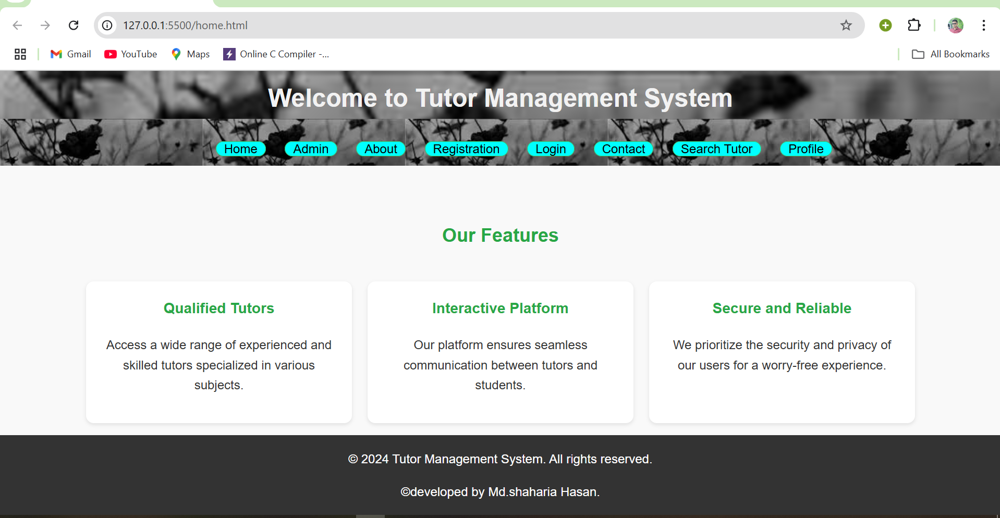 127.0.0.1:5500/home.html
Gmail YouTube Maps Online C Compiler -... All Bookmarks
Welcome to Tutor Management System
Home Admin About Registration Login Contact Search Tutor Profile
Our Features
Qualified Tutors
Access a wide range of experienced and
skilled tutors specialized in various
subjects.
Interactive Platform
Our platform ensures seamless
communication between tutors and
students.
Secure and Reliable
We prioritize the security and privacy of
our users for a worry-free experience.
© 2024 Tutor Management System. All rights reserved.
©developed by Md.shaharia Hasan.